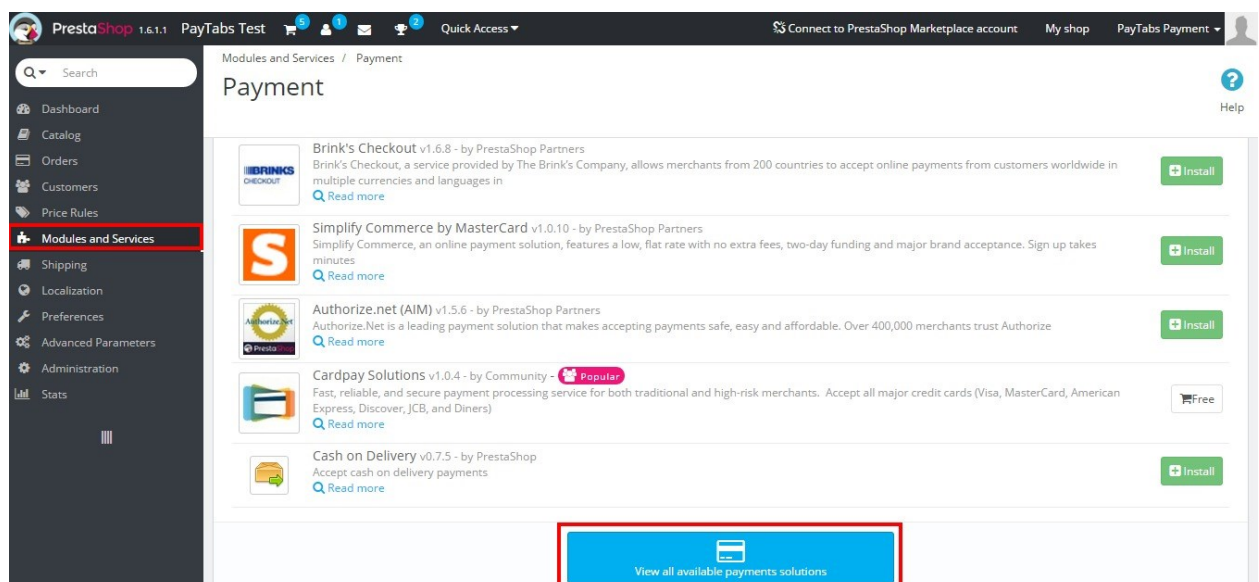 PrestaShop 1.6.1.1 PayTabs Test 5 1 2 Quick Access Connect to PrestaShop Marketplace account My shop PayTabs Payment
Search
Dashboard
Catalog
Orders
Customers
Price Rules
Modules and Services
Shipping
Localization
Preferences
Advanced Parameters
Administration
Stats
Modules and Services / Payment
Payment
Help
BRINKS
CHECKOUT
Brink's Checkout v1.6.8 - by PrestaShop Partners
Brink's Checkout, a service provided by The Brink's Company, allows merchants from 200 countries to accept online payments from customers worldwide in
multiple currencies and languages in
Read more
Install
S
Simplify Commerce by MasterCard v1.0.10 - by PrestaShop Partners
Simplify Commerce, an online payment solution, features a low, flat rate with no extra fees, two-day funding and major brand acceptance. Sign up takes
minutes
Read more
Install
Authorize.Net
PrestaShop
Authorize.net (AIM) v1.5.6 - by PrestaShop Partners
Authorize.Net is a leading payment solution that makes accepting payments safe, easy and affordable. Over 400,000 merchants trust Authorize
Read more
Install
Cardpay Solutions v1.0.4 - by Community - Popular
Fast, reliable, and secure payment processing service for both traditional and high-risk merchants. Accept all major credit cards (Visa, MasterCard, American
Express, Discover, JCB, and Diners)
Read more
Free
Cash on Delivery v0.7.5 - by PrestaShop
Accept cash on delivery payments
Read more
Install
View all available payments solutions